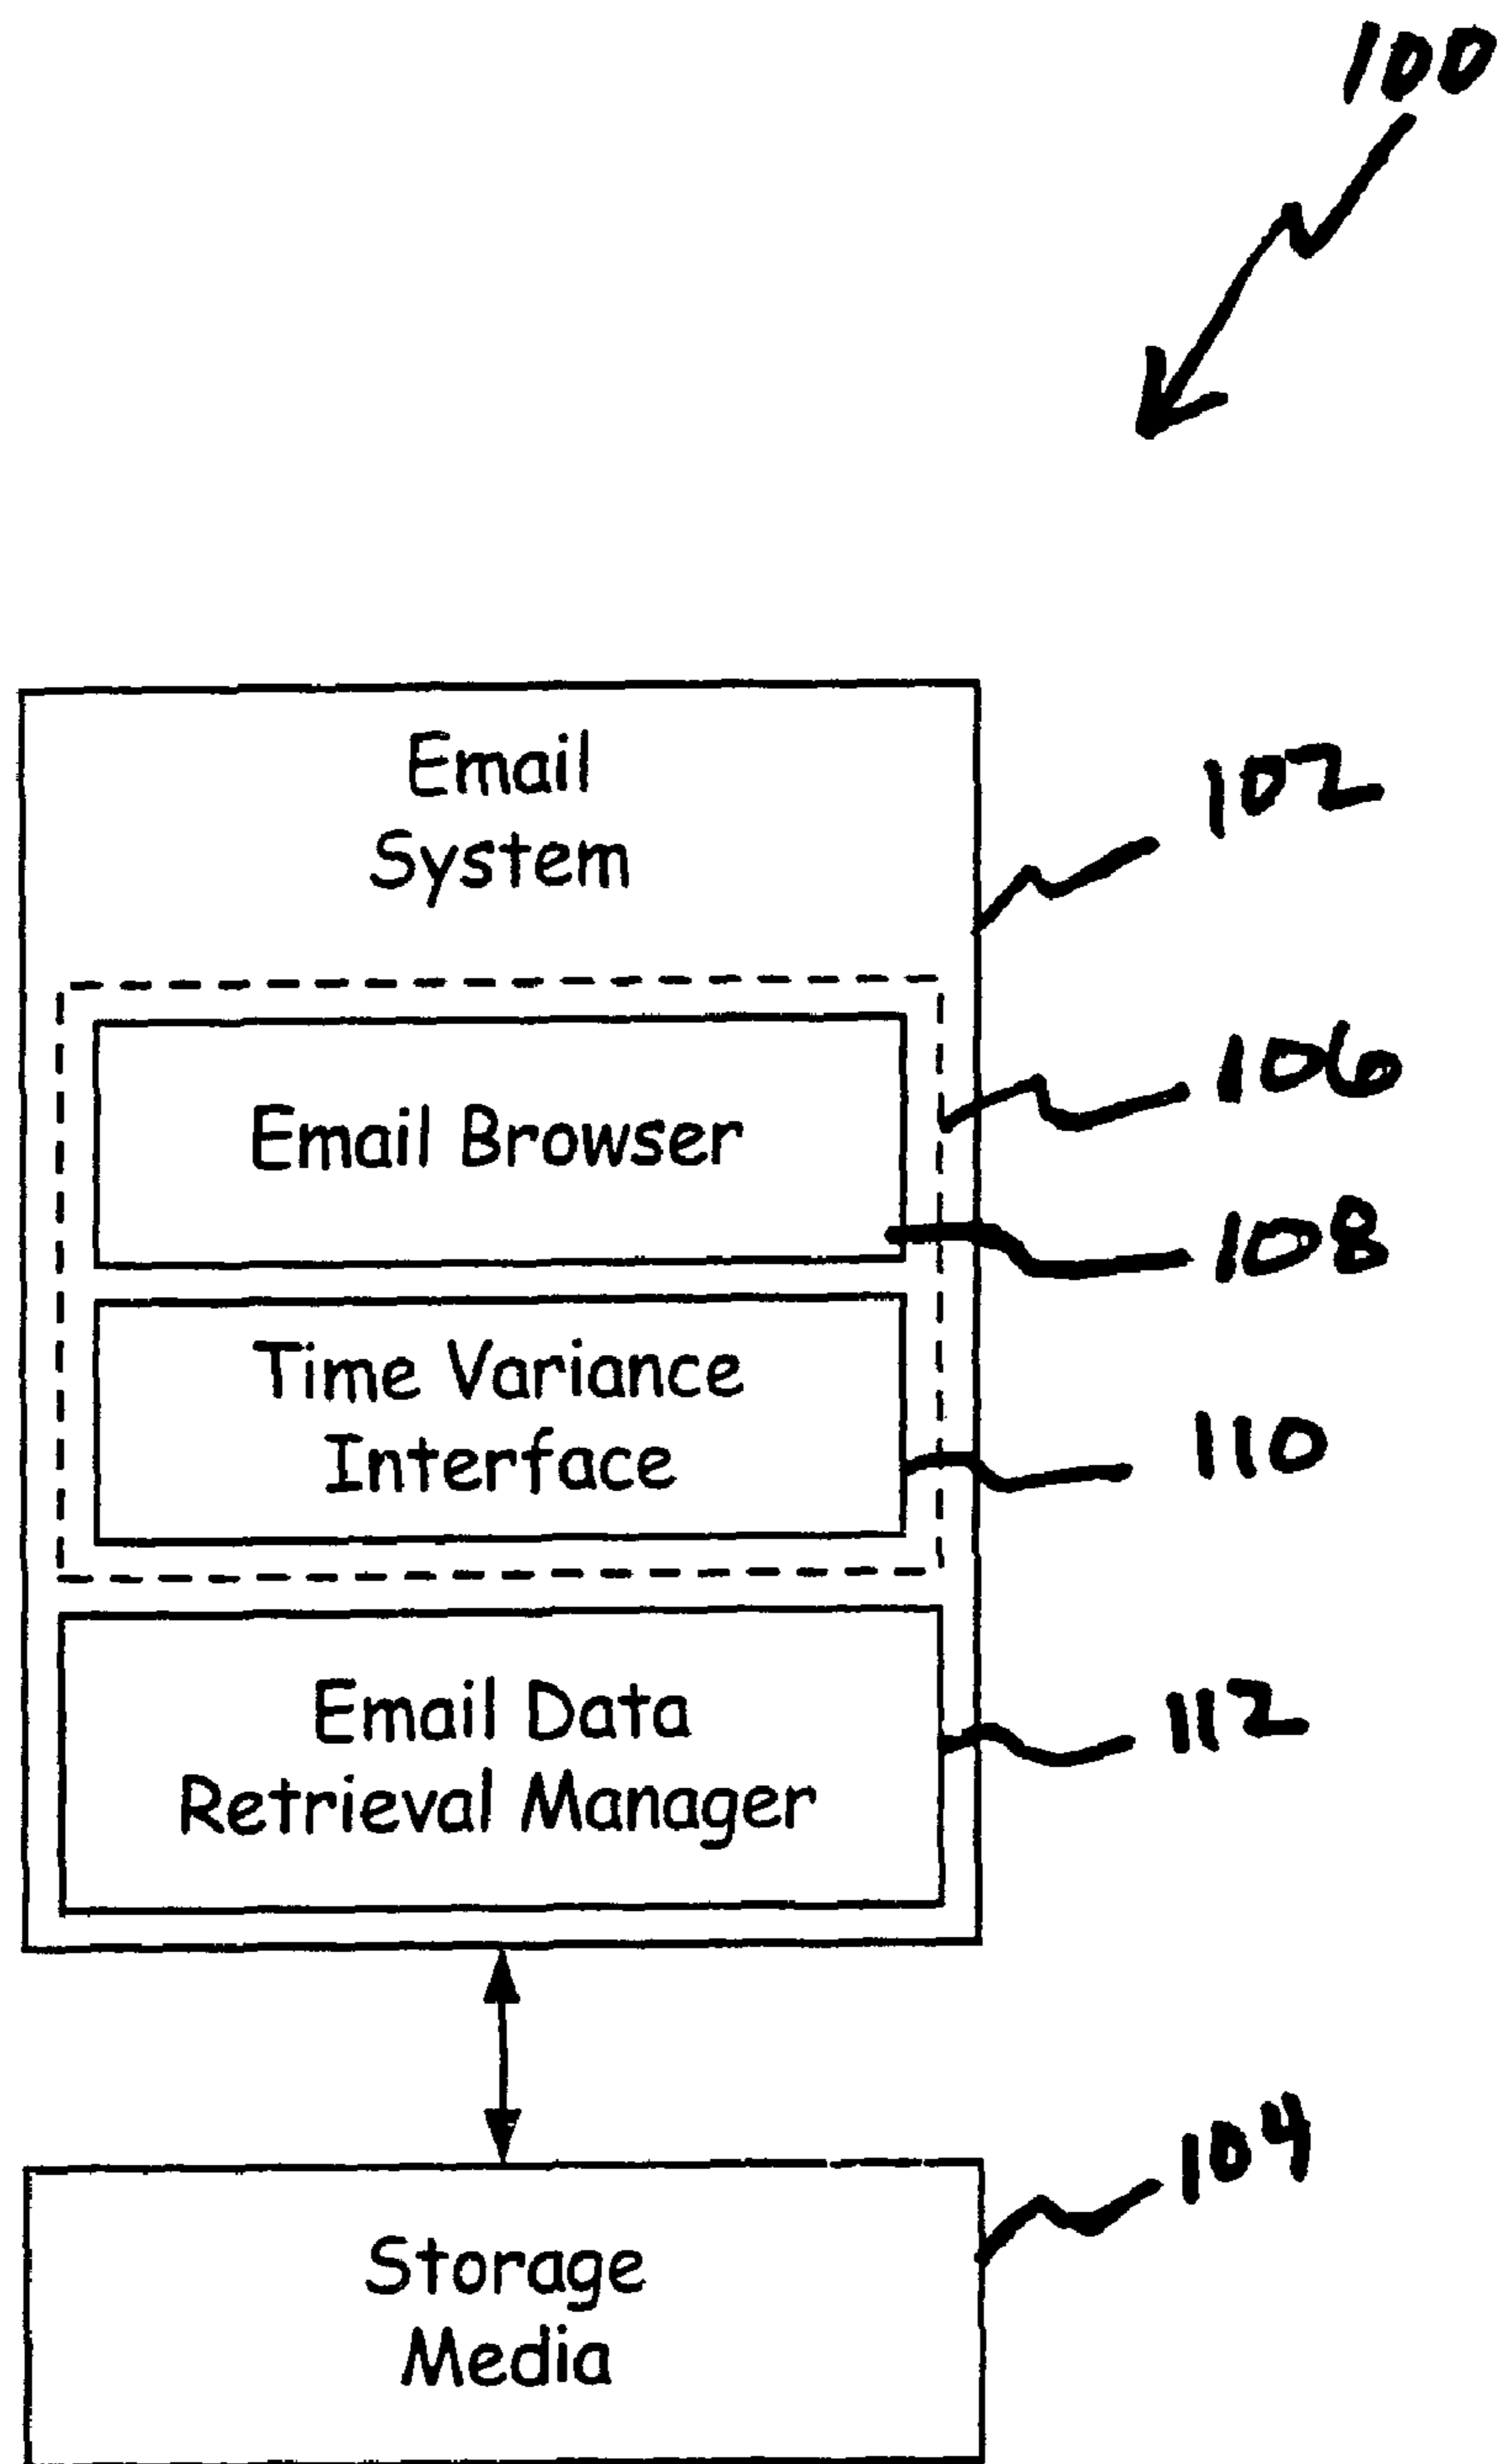 100
Email
System
102
106
Email Browser
108
Time Variance
Interface
110
Email Data
Retrieval Manager
112
104
Storage
Media